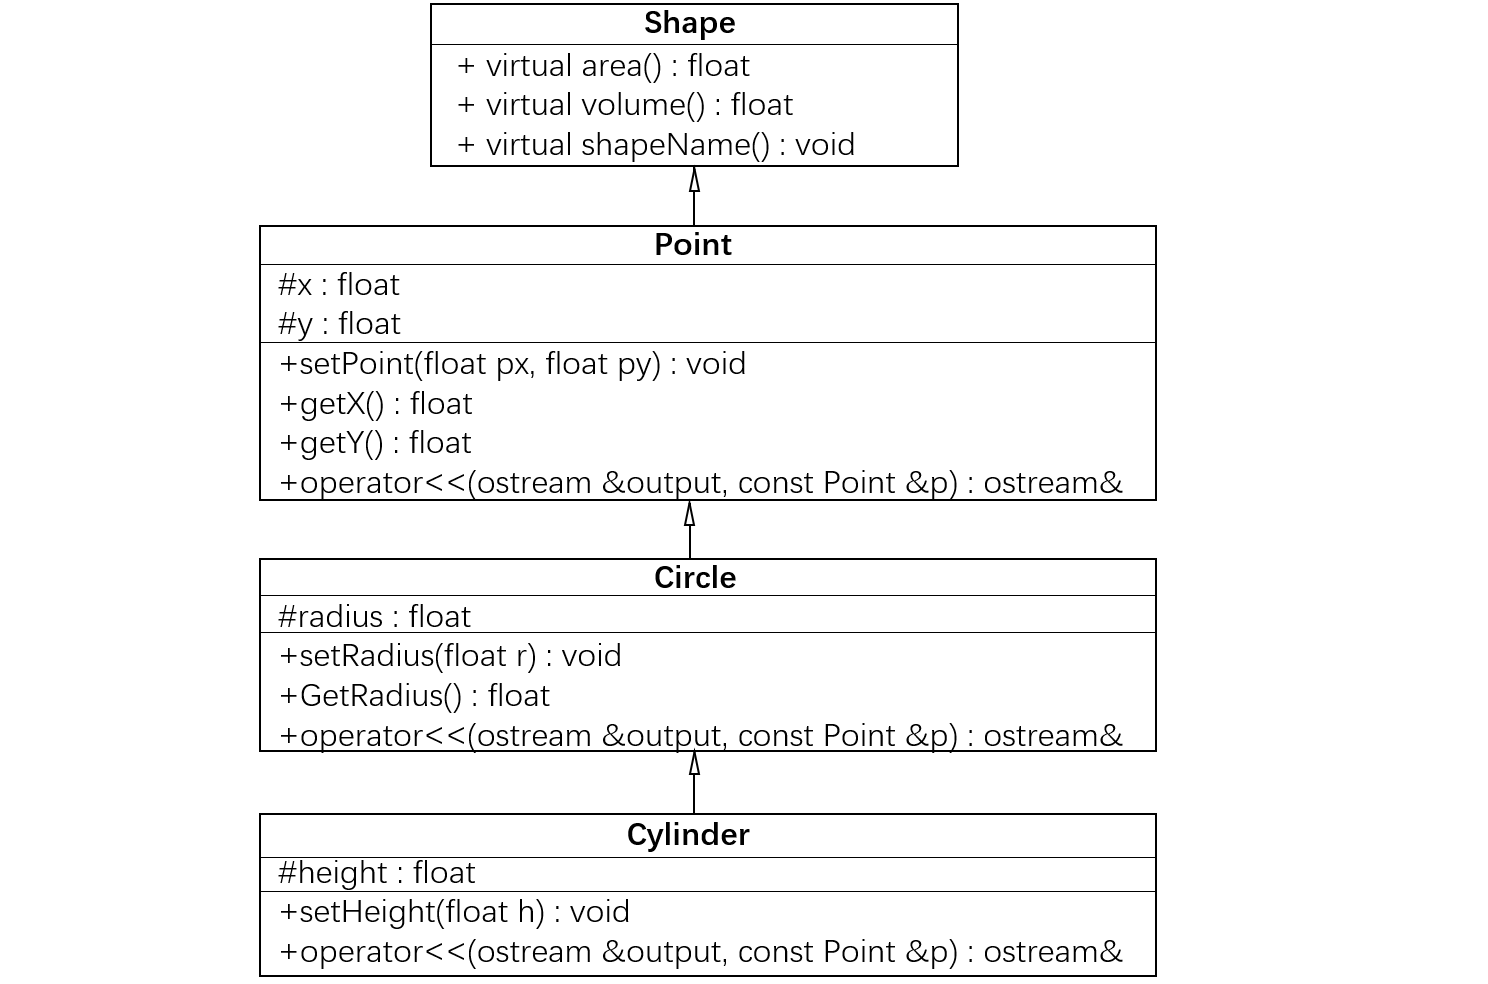 Shape
+ virtual area() : float
+ virtual volume() : float
+ virtual shapeName() : void
Point
#x : float
#y : float
+setPoint(float px, float py) : void
+getX() : float
+getY() : float
+operator<<(ostream &output, const Point &p) : ostream&
Circle
#radius : float
+setRadius(float r) : void
+GetRadius() : float
+operator<<(ostream &output, const Point &p) : ostream&
Cylinder
#height : float
+setHeight(float h) : void
+operator<<(ostream &output, const Point &p) : ostream&